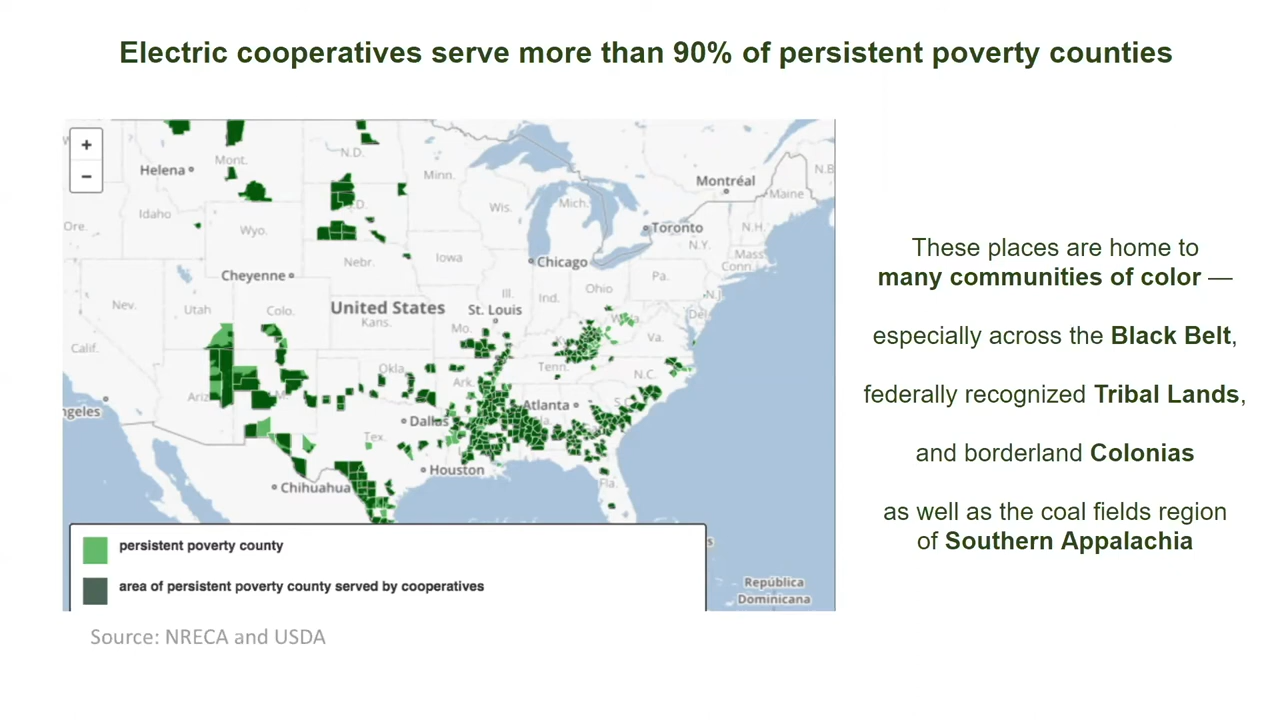 Electric cooperatives serve more than 90% of persistent poverty counties
+
−
Helena
Mont.
N.D.
Minn.
Montréal
N.B
Maine
Ore.
Idaho
Wyo.
D.
Wis.
Mich.
Toronto
N.H.
N.Y.
Mass.
Conn.
Cheyenne
Nebr.
Iowa
Chicago
Pa.
Nev.
Utah
Colo.
United States
Kans.
Ill.
Ind.
Ohio
N.J.
St. Louis
Mo.
Del.
Calif.
Va.
Okla.
Ark.
Tenn.
N.C.
ngeles
Ariz
Atlanta
S.C.
Dallas
Tex.
Houston
Chihuahua
Fla.
República
Dominicana
persistent poverty county
area of persistent poverty county served by cooperatives
Source: NRECA and USDA
These places are home to
many communities of color —
especially across the Black Belt,
federally recognized Tribal Lands,
and borderland Colonias
as well as the coal fields region
of Southern Appalachia